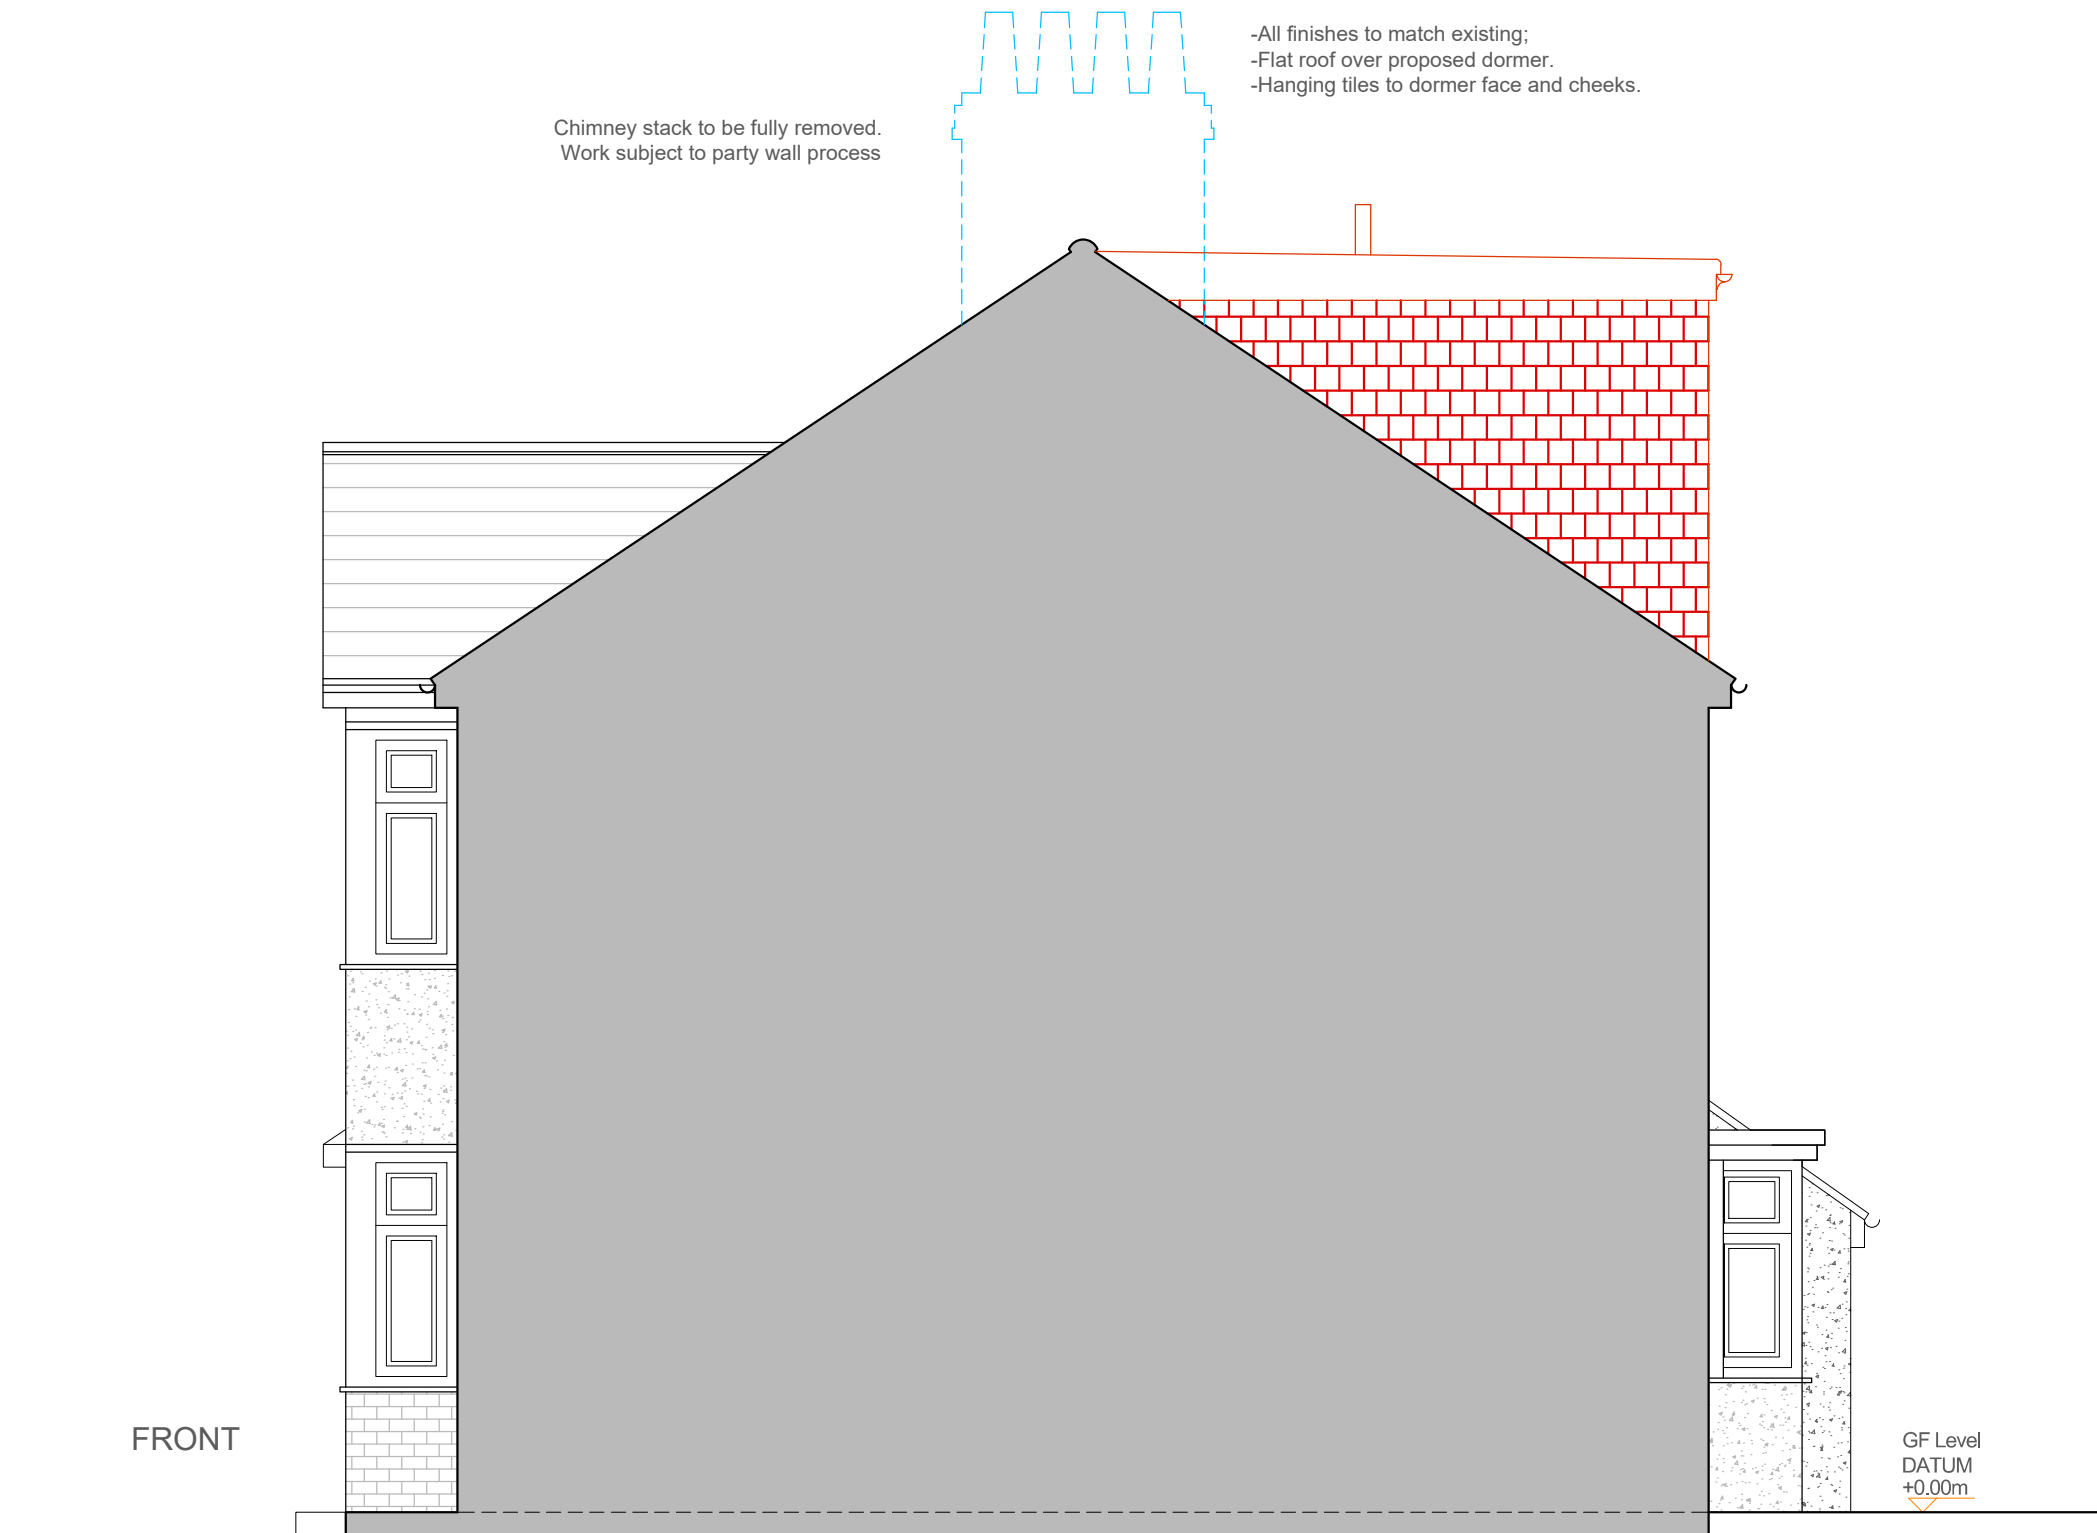 -All finishes to match existing;
-Flat roof over proposed dormer.
-Hanging tiles to dormer face and cheeks.
Chimney stack to be fully removed.
Work subject to party wall process
FRONT
GF Level
DATUM
+0.00m